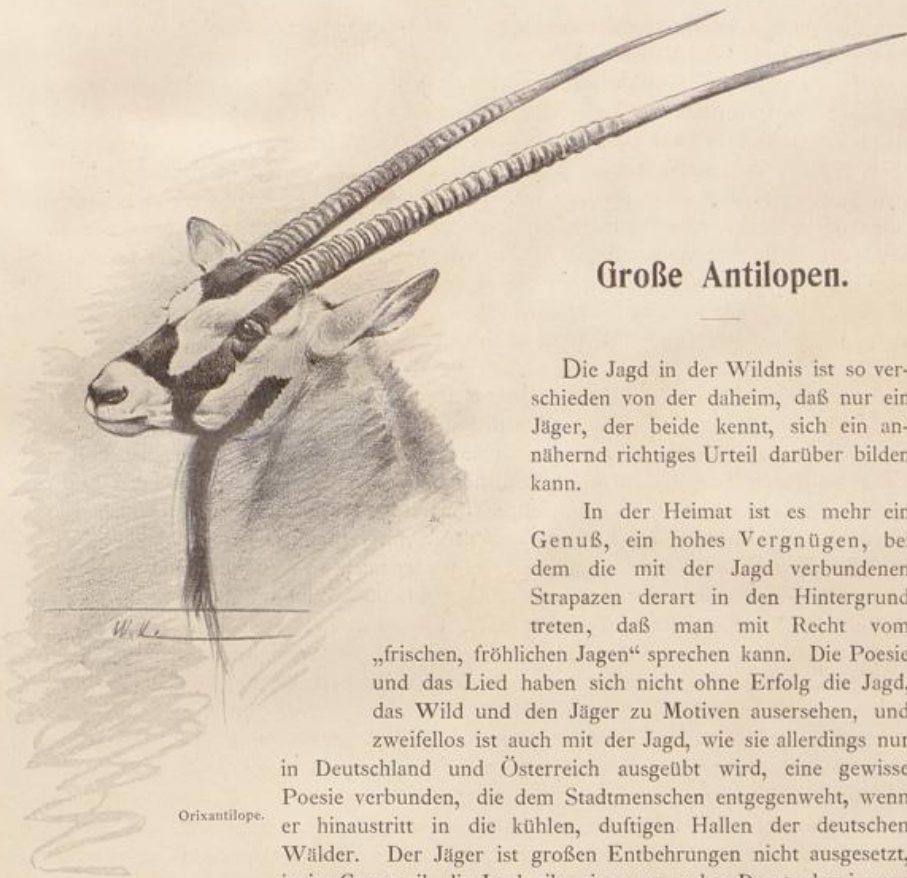 Große Antilopen.
Die Jagd in der Wildnis ist so ver-
schieden von der daheim, daß nur ein
Jäger, der beide kennt, sich ein an-
nähernd richtiges Urteil darüber bilden
kann.
In der Heimat ist es mehr ein
Genuß, ein hohes Vergnügen, bei
dem die mit der Jagd verbundenen
Strapazen derart in den Hintergrund
treten, daß man mit Recht vom
„frischen, fröhlichen Jagen“ sprechen kann. Die Poesie
und das Lied haben sich nicht ohne Erfolg die Jagd,
das Wild und den Jäger zu Motiven ausersehen, und
zweifellos ist auch mit der Jagd, wie sie allerdings nur
in Deutschland und Österreich ausgeübt wird, eine gewisse
Poesie verbunden, die dem Stadtmenschen entgegenweht, wenn
er hinaustritt in die kühlen, duftigen Hallen der deutschen
Wälder. Der Jäger ist großen Entbehrungen nicht ausgesetzt,
Orixantilope.